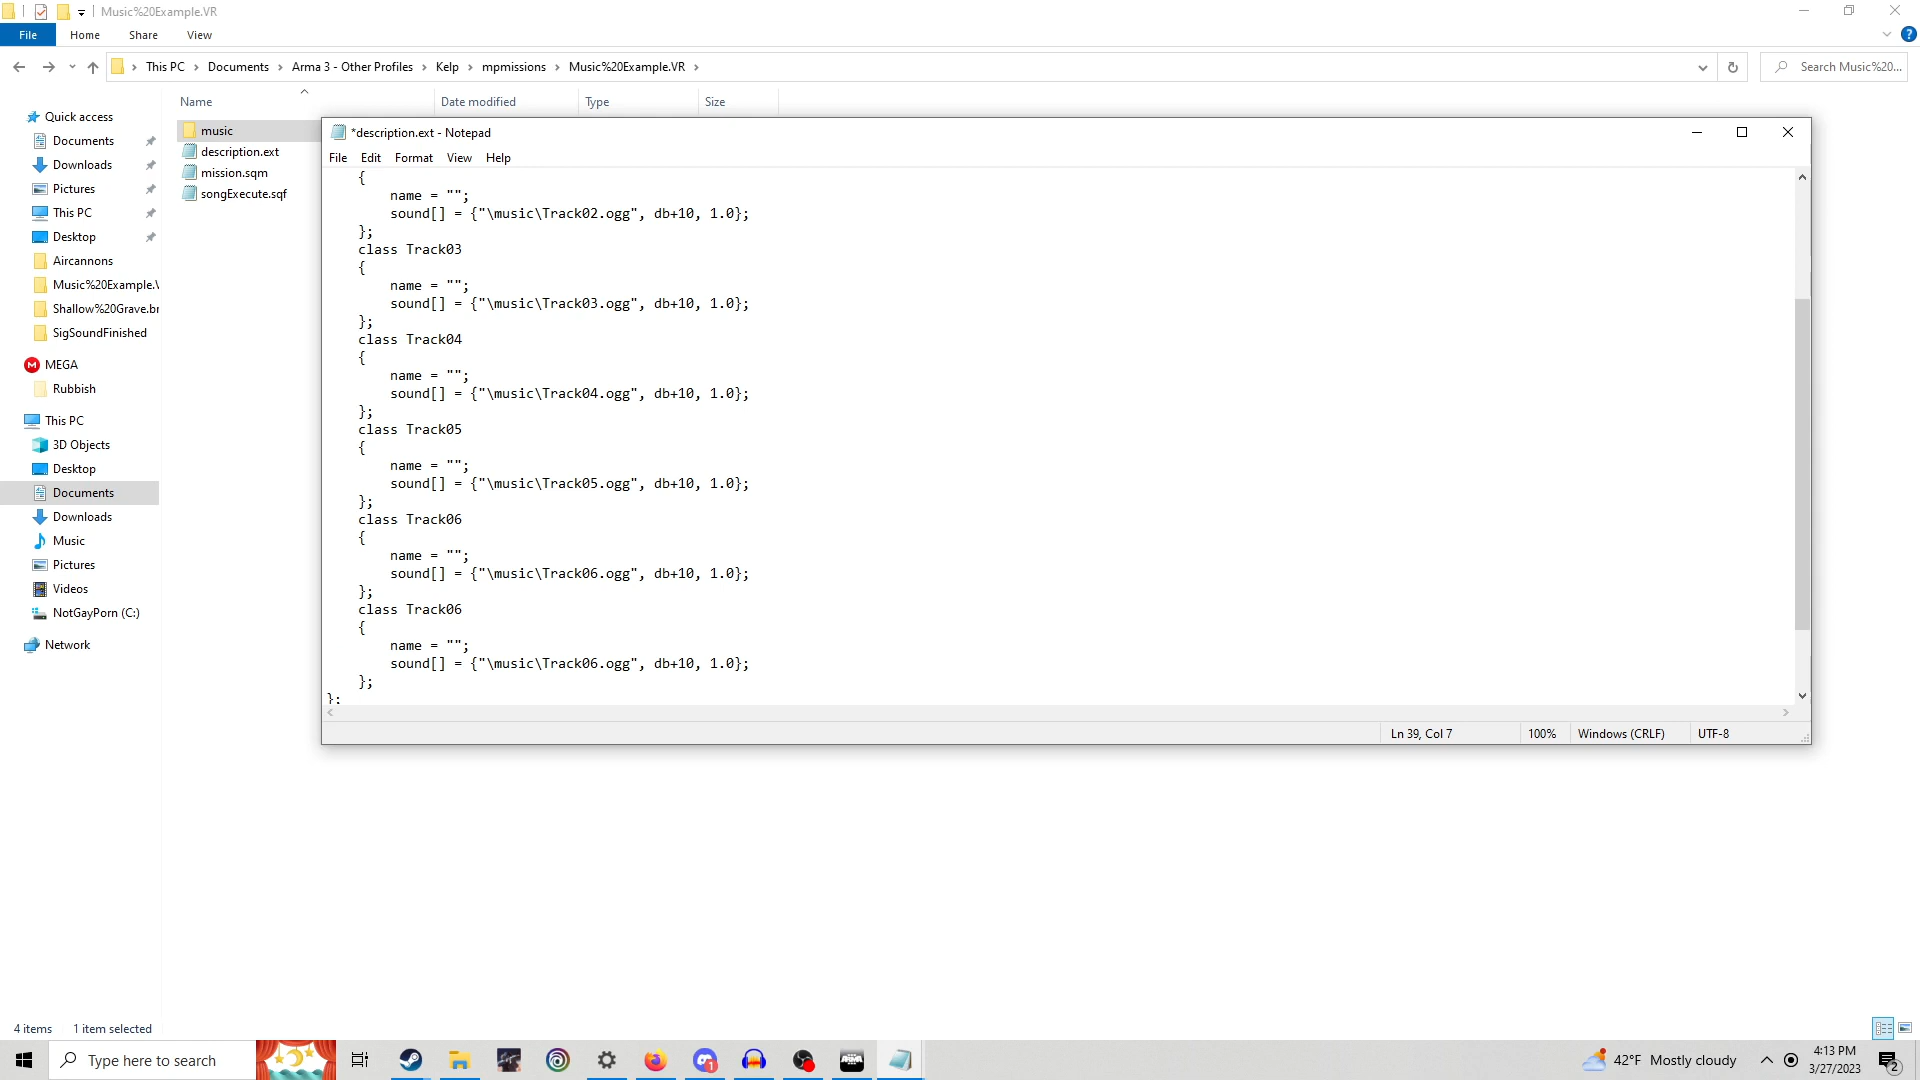 Music%20Example.VR
File Home Share View
This PC Documents Arma 3 - Other Profiles Kelp mpmissions Music%20Example.VR
Search Music%20...
Name Date modified Type Size
Quick access
Documents
Downloads
Pictures
This PC
Desktop
Aircannons
Music%20Example.V
Shallow%20Grave.br
SigSoundFinished
MEGA
Rubbish
This PC
3D Objects
Desktop
Documents
Downloads
Music
Pictures
Videos
NotGayPorn (C:)
Network
music
description.ext
mission.sqm
songExecute.sqf
*description.ext - Notepad
File Edit Format View Help
{
name = "";
sound[] = {"\music\Track02.ogg", db+10, 1.0};
};
class Track03
{
name = "";
sound[] = {"\music\Track03.ogg", db+10, 1.0};
};
class Track04
{
name = "";
sound[] = {"\music\Track04.ogg", db+10, 1.0};
};
class Track05
{
name = "";
sound[] = {"\music\Track05.ogg", db+10, 1.0};
};
class Track06
{
name = "";
sound[] = {"\music\Track06.ogg", db+10, 1.0};
};
class Track06
{
name = "";
sound[] = {"\music\Track06.ogg", db+10, 1.0};
};
};
Ln 39, Col 7 100% Windows (CRLF) UTF-8
4 items 1 item selected
Type here to search
42°F Mostly cloudy
4:13 PM
3/27/2023
2